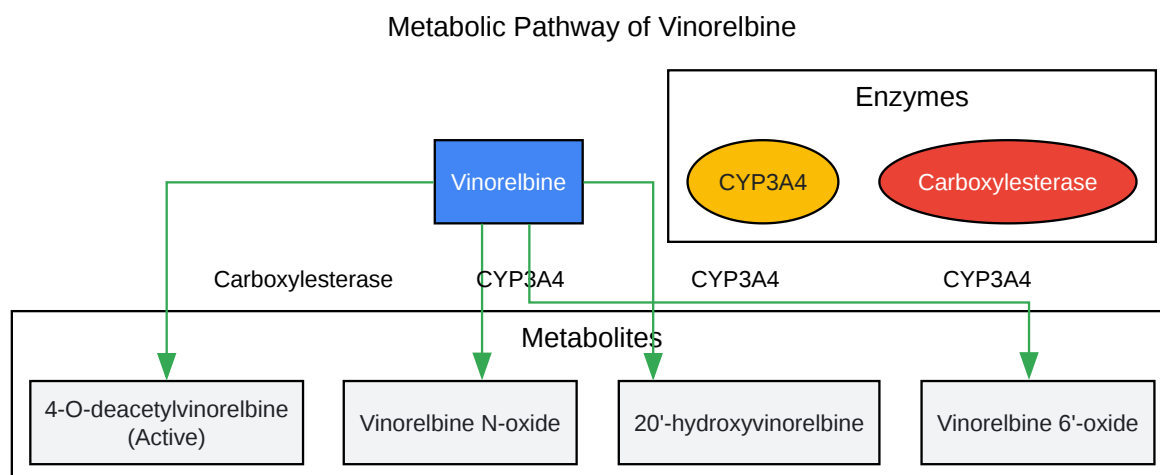 Metabolic Pathway of Vinorelbine
Enzymes
Vinorelbine
CYP3A4
Carboxylesterase
Carboxylesterase
CYP3A4
CYP3A4
CYP3A4
Metabolites
4-O-deacetylvinorelbine
(Active)
Vinorelbine N-oxide
20'-hydroxyvinorelbine
Vinorelbine 6'-oxide